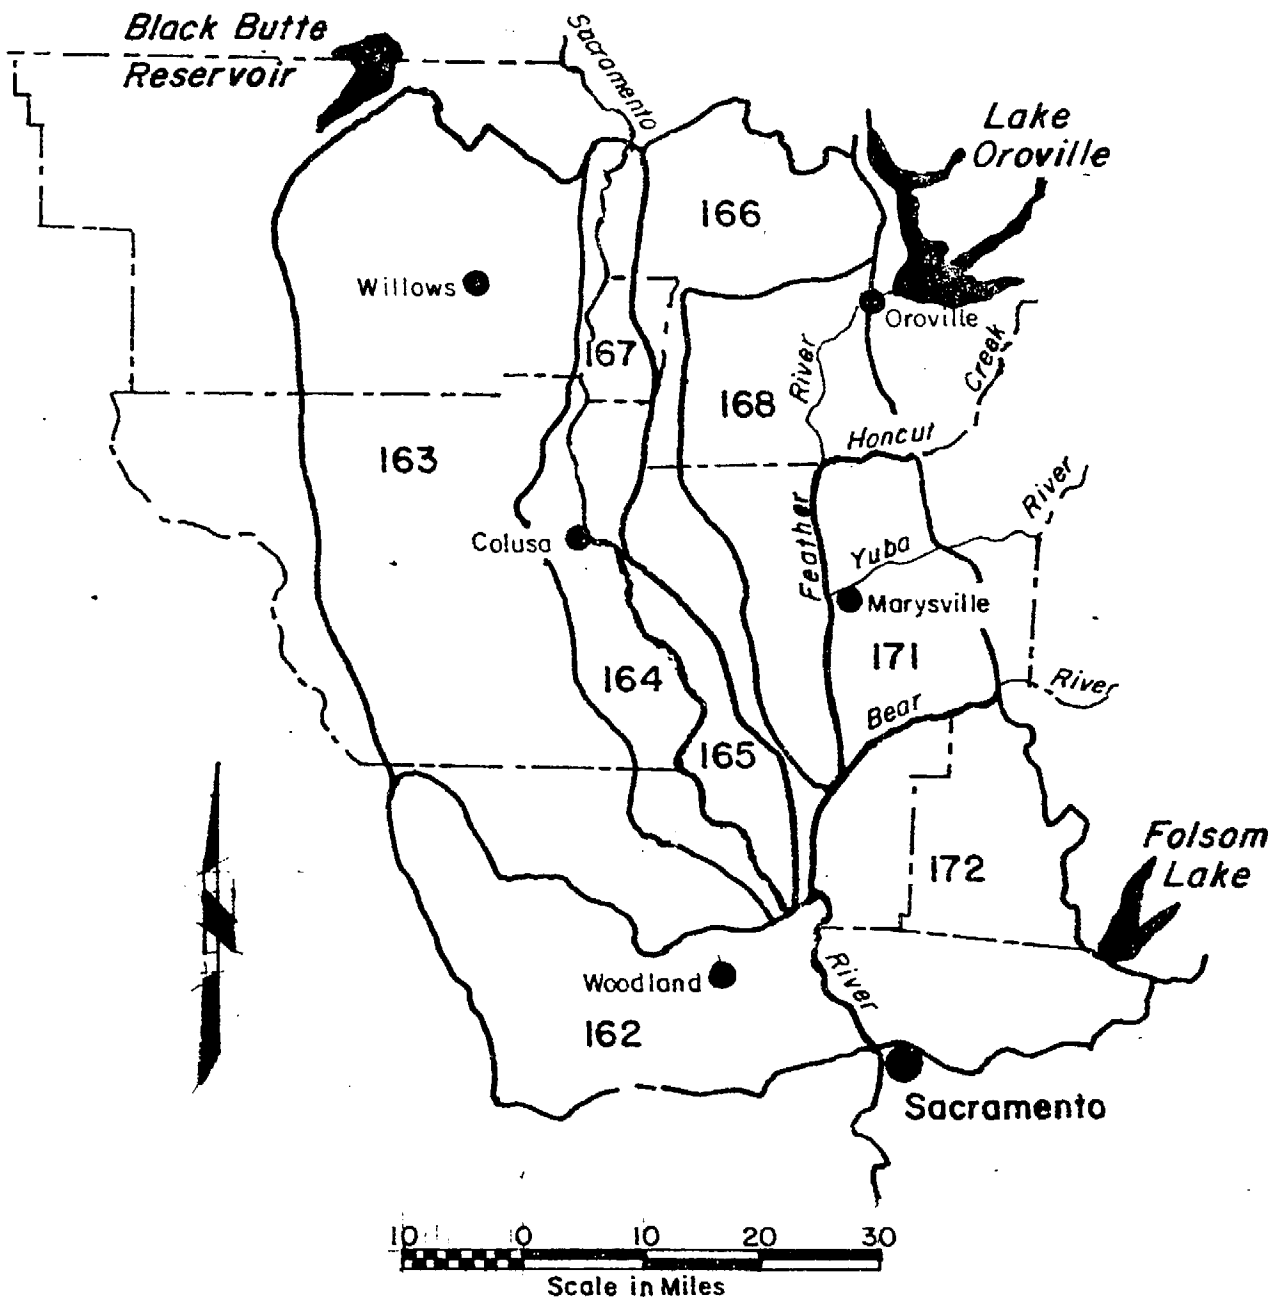 Black Butte
Reservoir
Sacramento
Lake
Oroville
166
Willows
Oroville
Creek
167
River
168
Honcut
163
River
Feather
Colusa
Yuba
Marysville
171
164
River
Bear
165
Folsom
Lake
172
River
Woodland
162
Sacramento
10 0 10 20 30
Scale in Miles